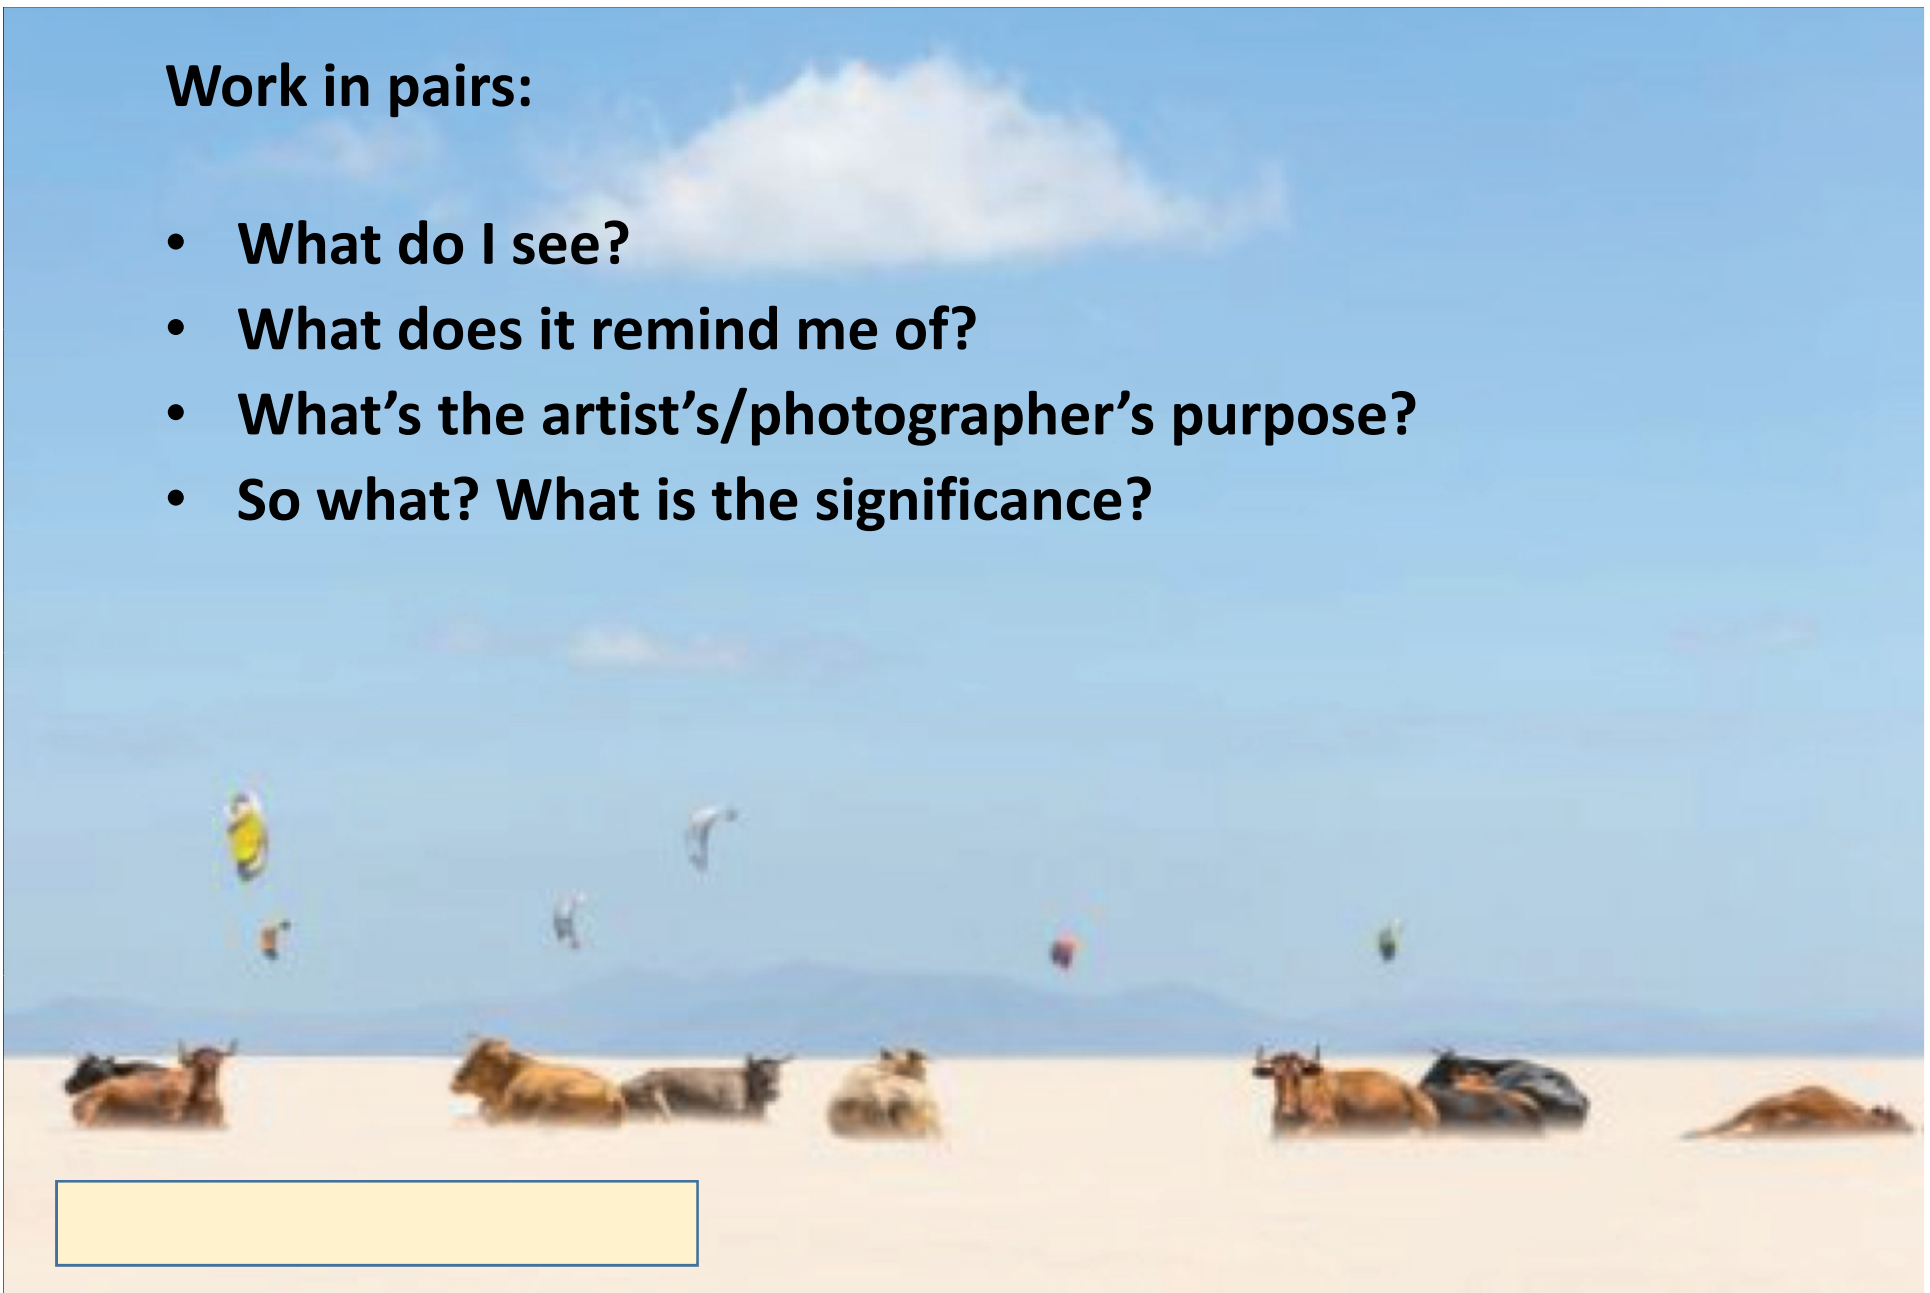 Work in pairs:
• What do I see?
• What does it remind me of?
• What’s the artist’s/photographer’s purpose?
• So what? What is the significance?